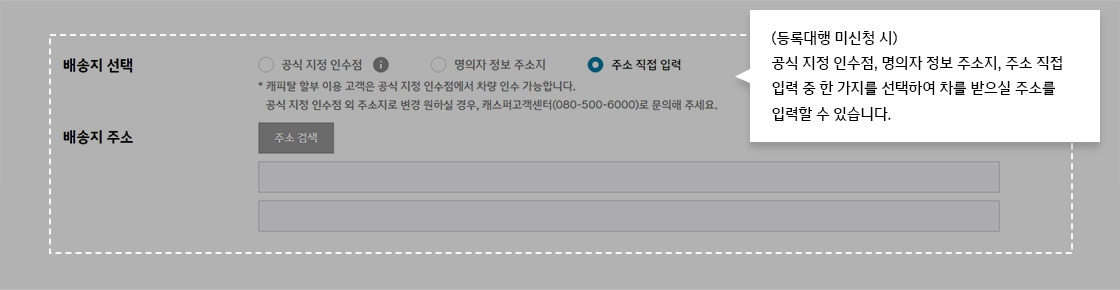 배송지 선택
공식 지정 인수점 i 명의자 정보 주소지 주소 직접 입력
* 캐피탈 할부 이용 고객은 공식 지정 인수점에서 차량 인수 가능합니다.
공식 지정 인수점 외 주소지로 변경 원하실 경우, 캐스퍼고객센터(080-500-6000)로 문의해 주세요.
배송지 주소
주소 검색
(등록대행 미신청 시)
공식 지정 인수점, 명의자 정보 주소지, 주소 직접
입력 중 한 가지를 선택하여 차를 받으실 주소를
입력할 수 있습니다.